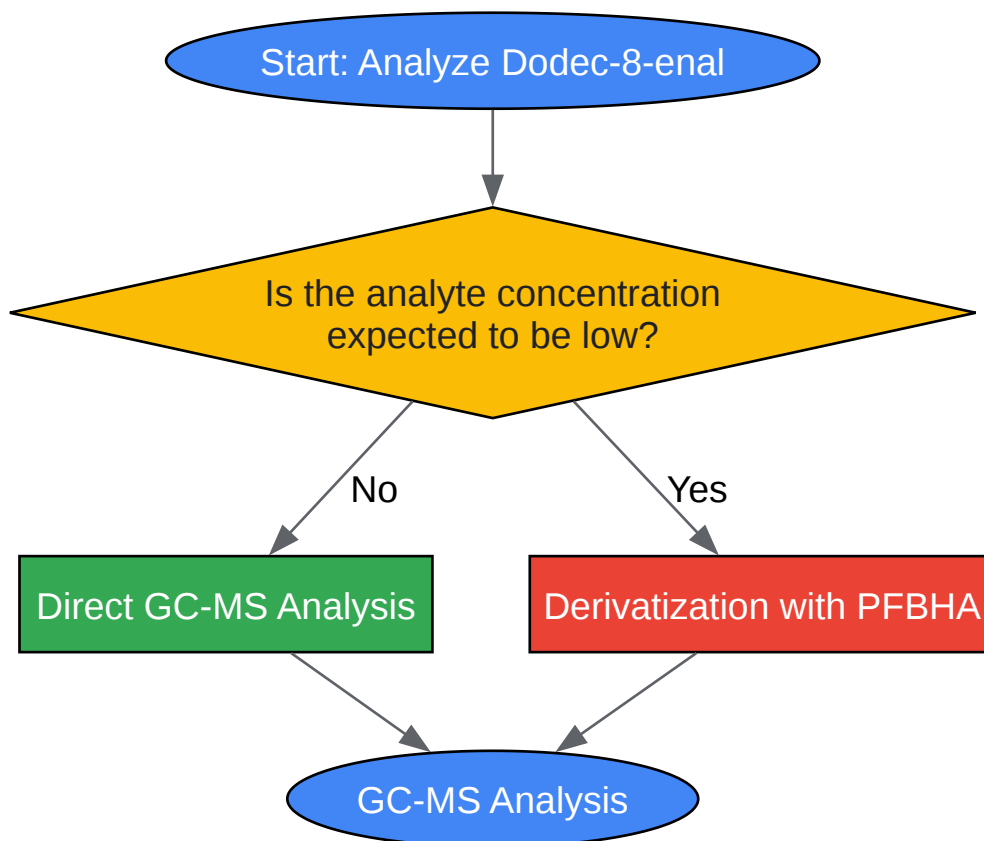 Start: Analyze Dodec-8-enal
Is the analyte concentration
expected to be low?
No
Yes
Direct GC-MS Analysis
Derivatization with PFBHA
GC-MS Analysis